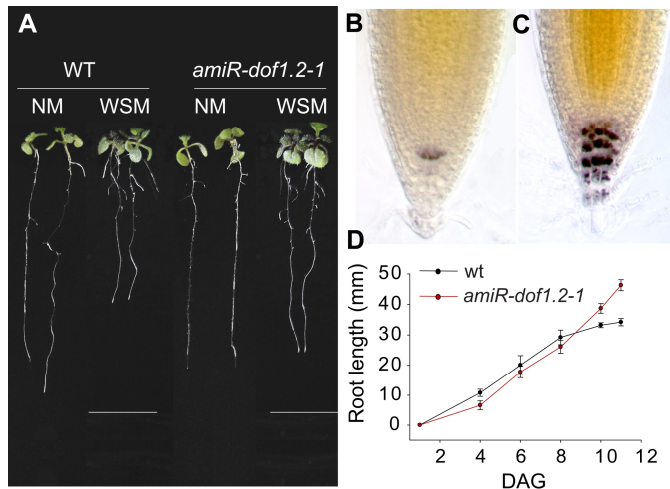 A
WT
amiR-dof1.2-1
NM
WSM
NM
WSM
B
C
D
wt
amiR-dof1.2-1
Root length (mm)
50
40
30
20
10
0
2
4
6
8
10
12
DAG